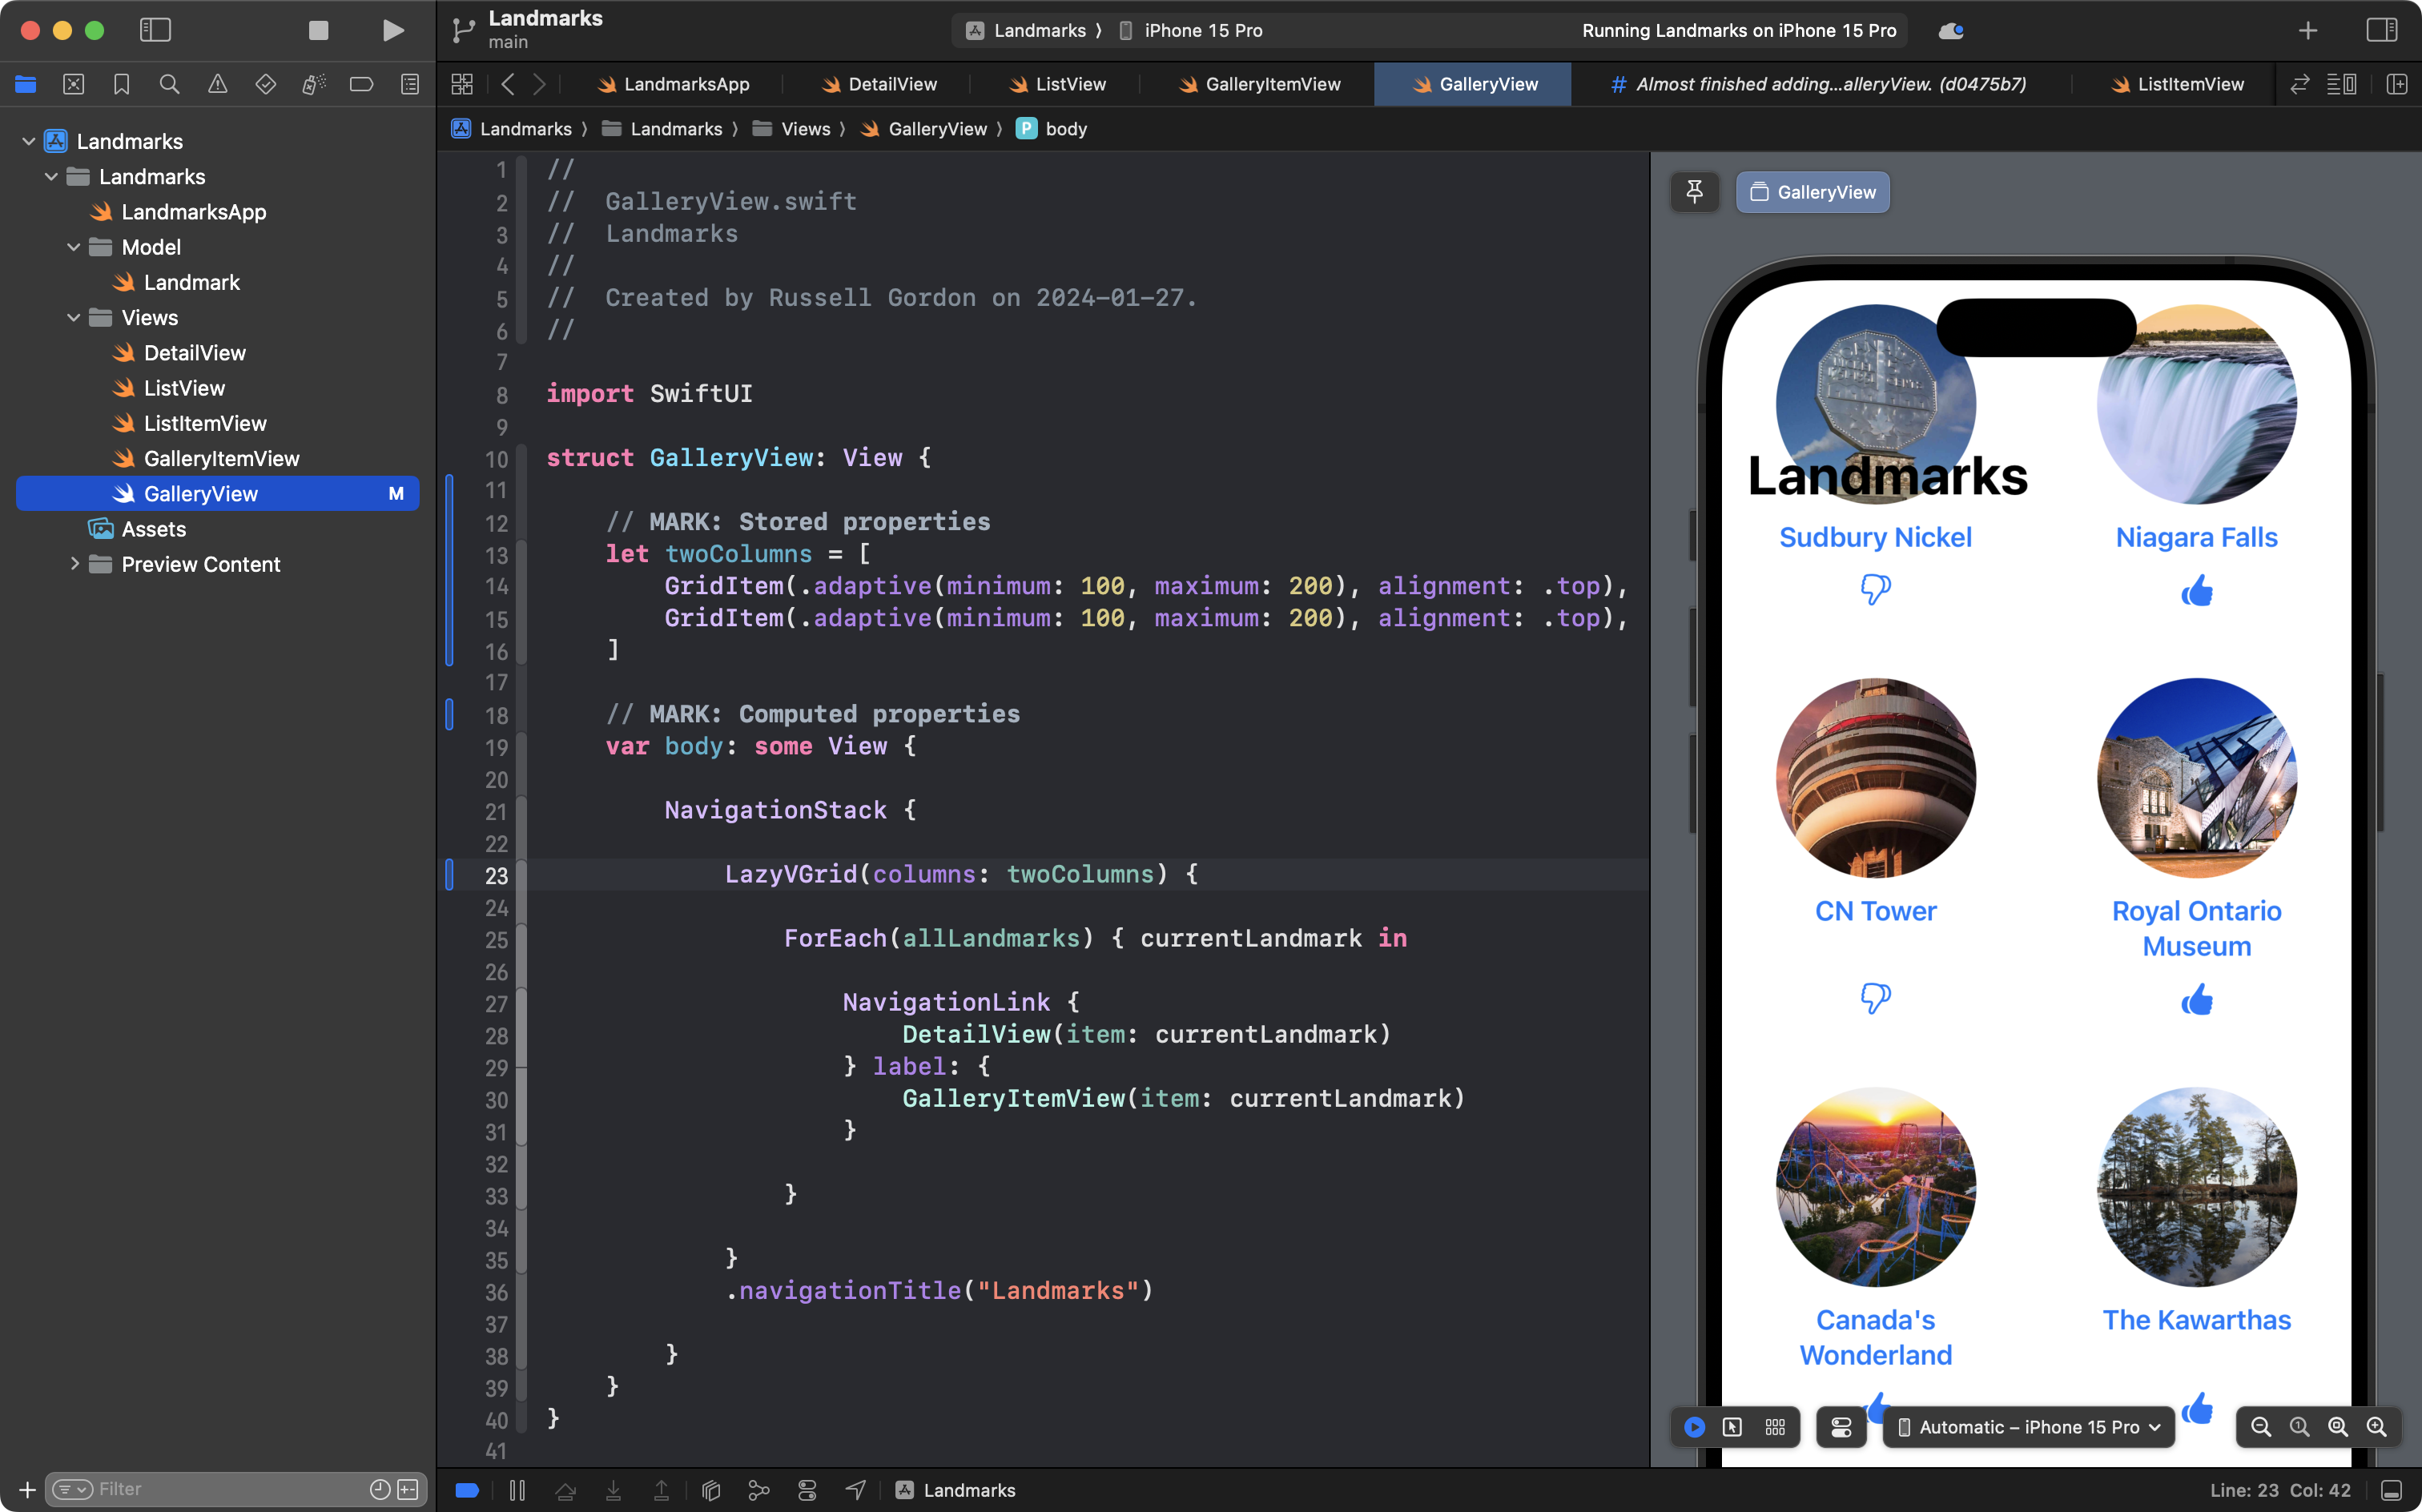 Landmarks
main
Landmarks 〉 iPhone 15 Pro
Running Landmarks on iPhone 15 Pro
LandmarksApp
DetailView
ListView
GalleryItemView
GalleryView
# Almost finished adding...alleryView. (d0475b7)
ListItemView
Landmarks 〉 Landmarks 〉 Views 〉 GalleryView 〉 P body
Landmarks
Landmarks
LandmarksApp
Model
Landmark
Views
DetailView
ListView
ListItemView
GalleryItemView
GalleryView M
Assets
Preview Content
Filter
1 //
2 //  GalleryView.swift
3 //  Landmarks
4 //
5 //  Created by Russell Gordon on 2024-01-27.
6 //
7
8 import SwiftUI
9
10 struct GalleryView: View {
11
12     // MARK: Stored properties
13     let twoColumns = [
14         GridItem(.adaptive(minimum: 100, maximum: 200), alignment: .top),
15         GridItem(.adaptive(minimum: 100, maximum: 200), alignment: .top),
16     ]
17
18     // MARK: Computed properties
19     var body: some View {
20
21         NavigationStack {
22
23             LazyVGrid(columns: twoColumns) {
24
25                 ForEach(allLandmarks) { currentLandmark in
26
27                     NavigationLink {
28                         DetailView(item: currentLandmark)
29                     } label: {
30                         GalleryItemView(item: currentLandmark)
31                     }
32
33                 }
34
35             }
36             .navigationTitle("Landmarks")
37
38         }
39     }
40 }
41
GalleryView
Landmarks
Sudbury Nickel
Niagara Falls
CN Tower
Royal Ontario
Museum
Canada's
Wonderland
The Kawarthas
Automatic – iPhone 15 Pro
Landmarks
Line: 23 Col: 42